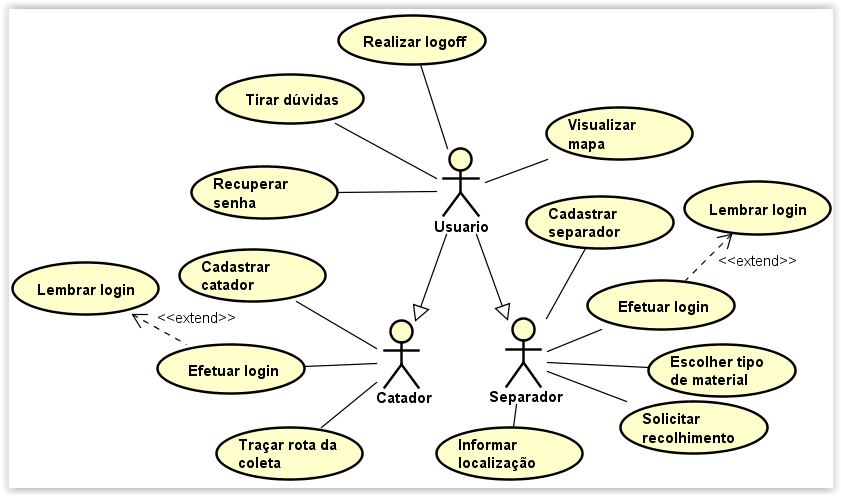 Realizar logoff
Tirar dúvidas
Visualizar
mapa
Recuperar
senha
Usuario
Cadastrar
separador
Lembrar login
<<extend>>
Cadastrar
catador
Lembrar login
<<extend>>
Efetuar login
Efetuar login
Catador
Separador
Escolher tipo
de material
Solicitar
recolhimento
Traçar rota da
coleta
Informar
localização